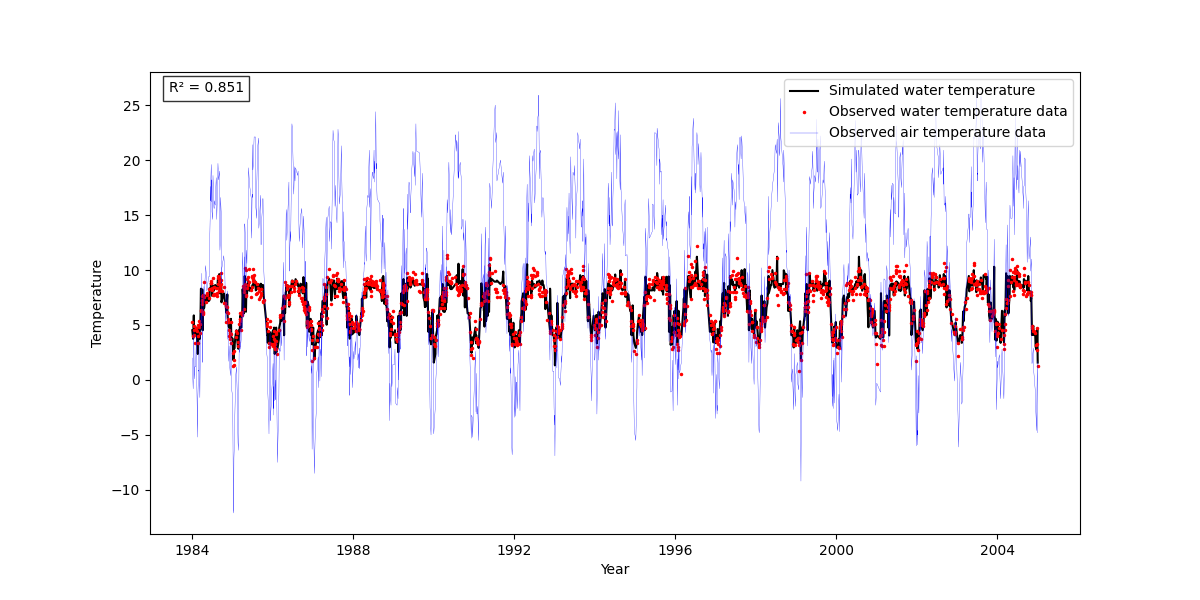 R² = 0.851
Simulated water temperature
Observed water temperature data
Observed air temperature data
25
20
15
10
5
0
−5
−10
Temperature
1984 1988 1992 1996 2000 2004
Year